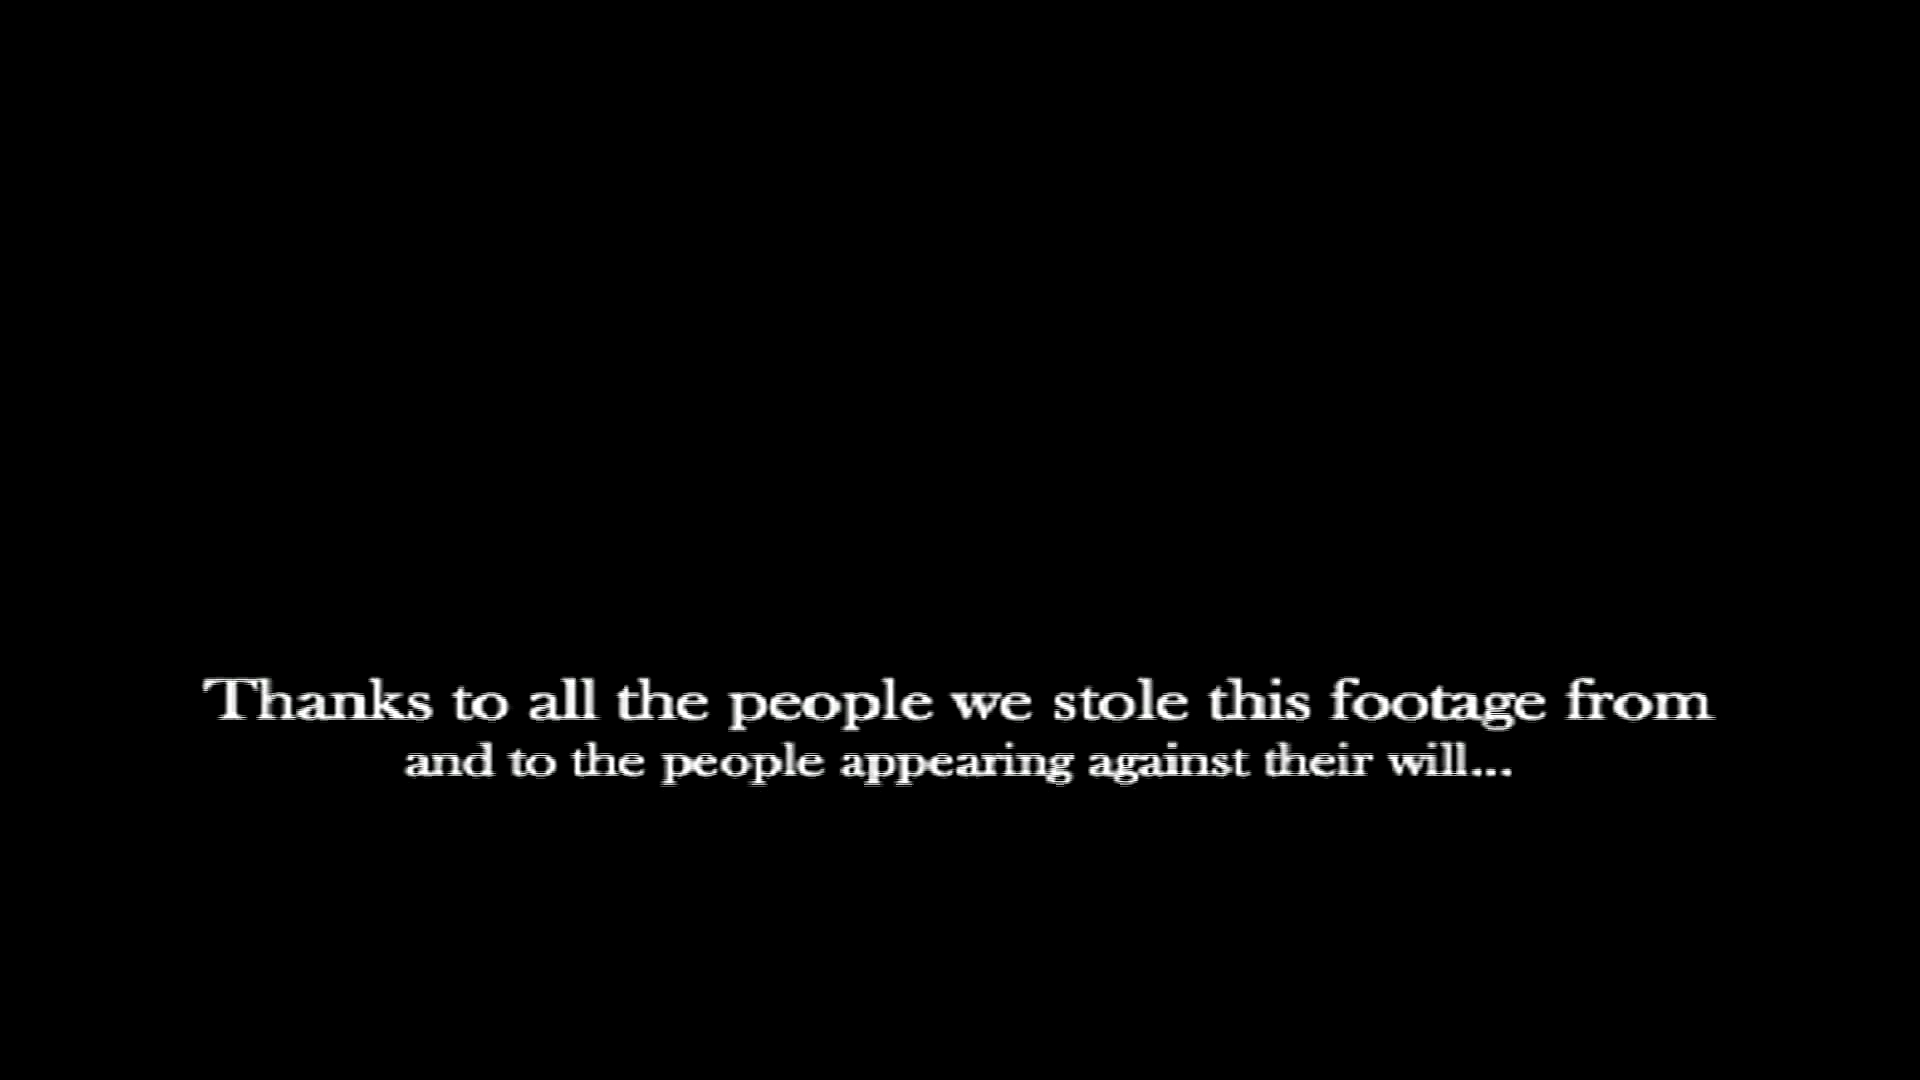 Thanks to all the people we stole this footage from
and to the people appearing against their will...